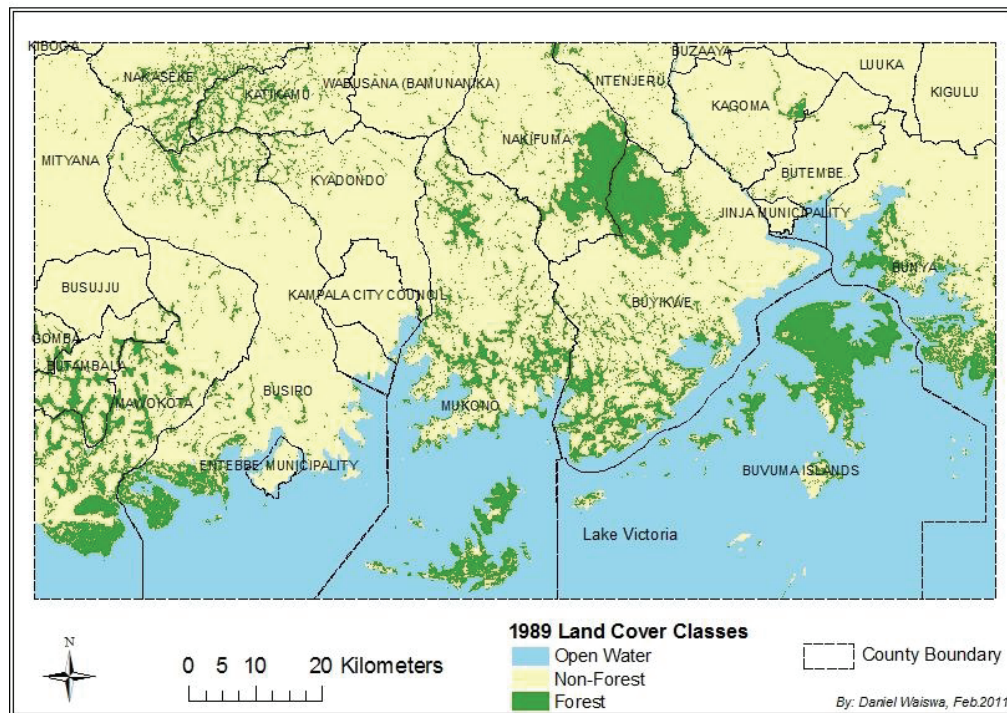 KIBOGA
BUZAAYA
NAKASEKE
KATIKAMU
WABUSANA (BAMUNANIKA)
NTENJERU
LUUKA
KAGOMA
KIGULU
NAKIFUMA
MITYANA
KYADONDO
BUTEMBE
JINJA MUNICIPALITY
BUSUJJU
KAMPALA CITY COUNCIL
BUYIKWE
BUNYA
GOMBA
BUTAMBALA
MAWOKOTA
BUSIRO
MUKONO
ENTEBBE MUNICIPALITY
BUVUMA ISLANDS
Lake Victoria
N
0 5 10 20 Kilometers
1989 Land Cover Classes
Open Water
Non-Forest
Forest
County Boundary
By: Daniel Waiswa, Feb.2011